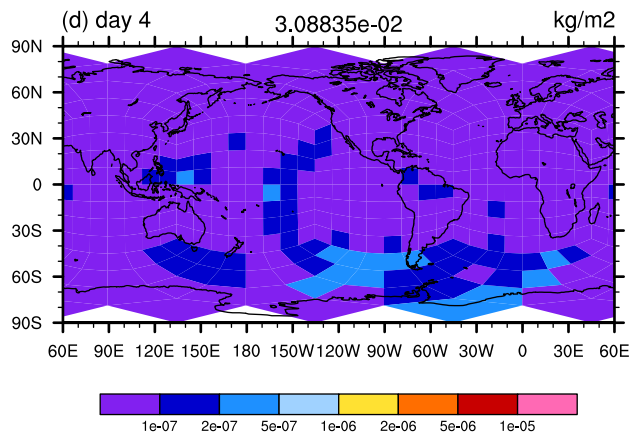 (d) day 4 3.08835e-02 kg/m2
90N
60N
30N
0
30S
60S
90S
60E 90E 120E 150E 180 150W 120W 90W 60W 30W 0 30E 60E
1e-07 2e-07 5e-07 1e-06 2e-06 5e-06 1e-05